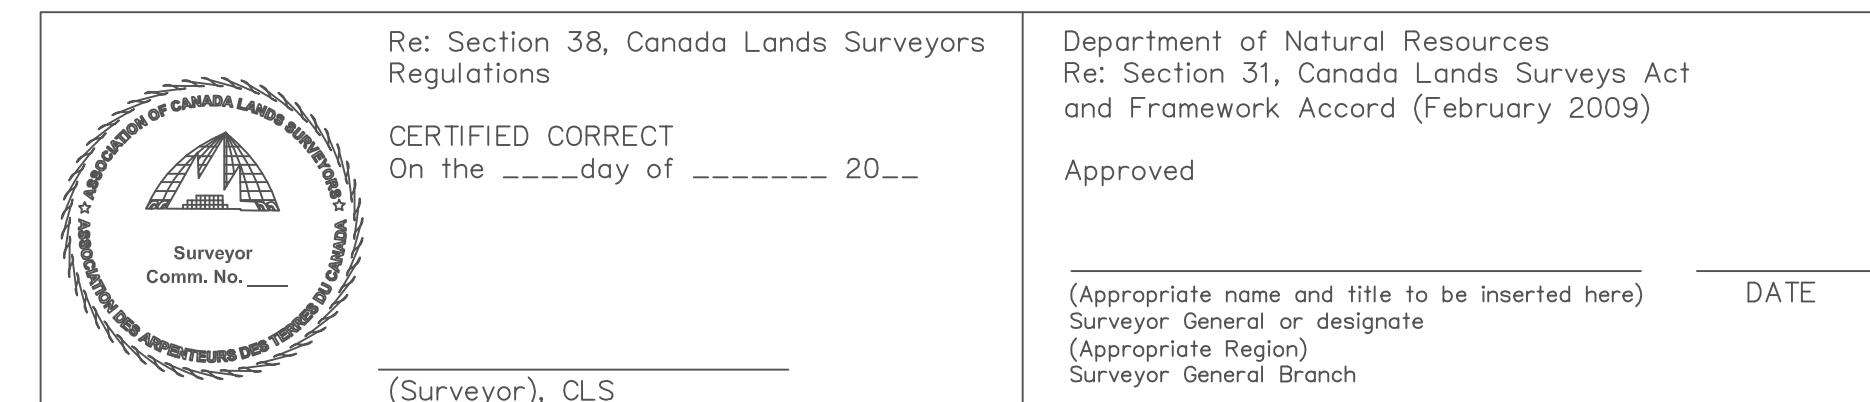 ASSOCIATION OF CANADA LANDS SURVEYORS
ASSOCIATION DES ARPENTEURS DES TERRES DU CANADA
Surveyor
Comm. No. ___
Re: Section 38, Canada Lands Surveyors
Regulations
CERTIFIED CORRECT
On the ____day of _______ 20__
(Surveyor), CLS
Department of Natural Resources
Re: Section 31, Canada Lands Surveys Act
and Framework Accord (February 2009)
Approved
(Appropriate name and title to be inserted here)
Surveyor General or designate
(Appropriate Region)
Surveyor General Branch
DATE